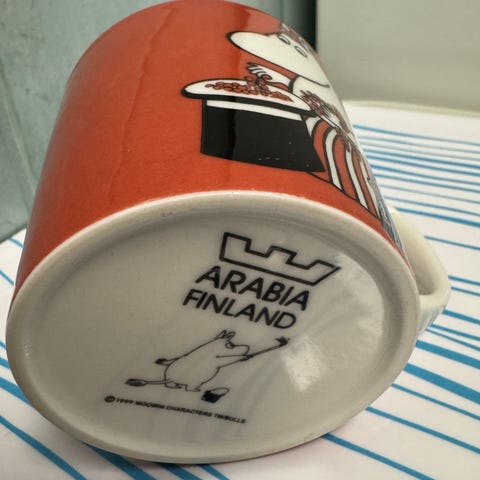 ARABIA
FINLAND
© 1999 MOOMIN CHARACTERS TM/BULLS